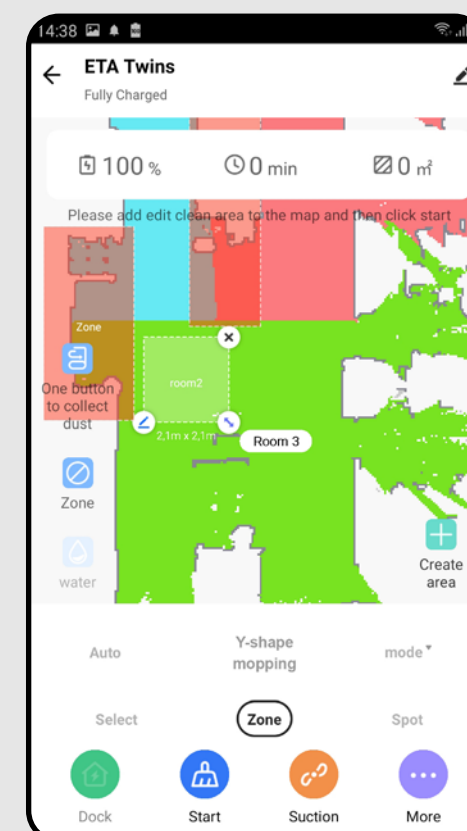 14:38
ETA Twins
Fully Charged
100 %
0 min
0 ㎡
Please add edit clean area to the map and then click start
Zone
One button
to collect
dust
room2
2,1m x 2,1m
Room 3
Zone
water
Create
area
Auto
Y-shape
mopping
mode
Select
Zone
Spot
Dock
Start
Suction
More